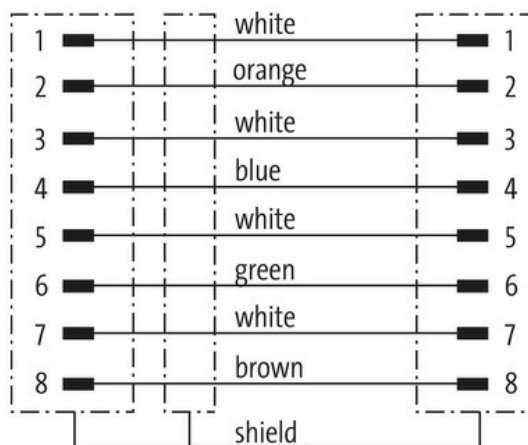 1 white 1
2 orange 2
3 white 3
4 blue 4
5 white 5
6 green 6
7 white 7
8 brown 8
shield